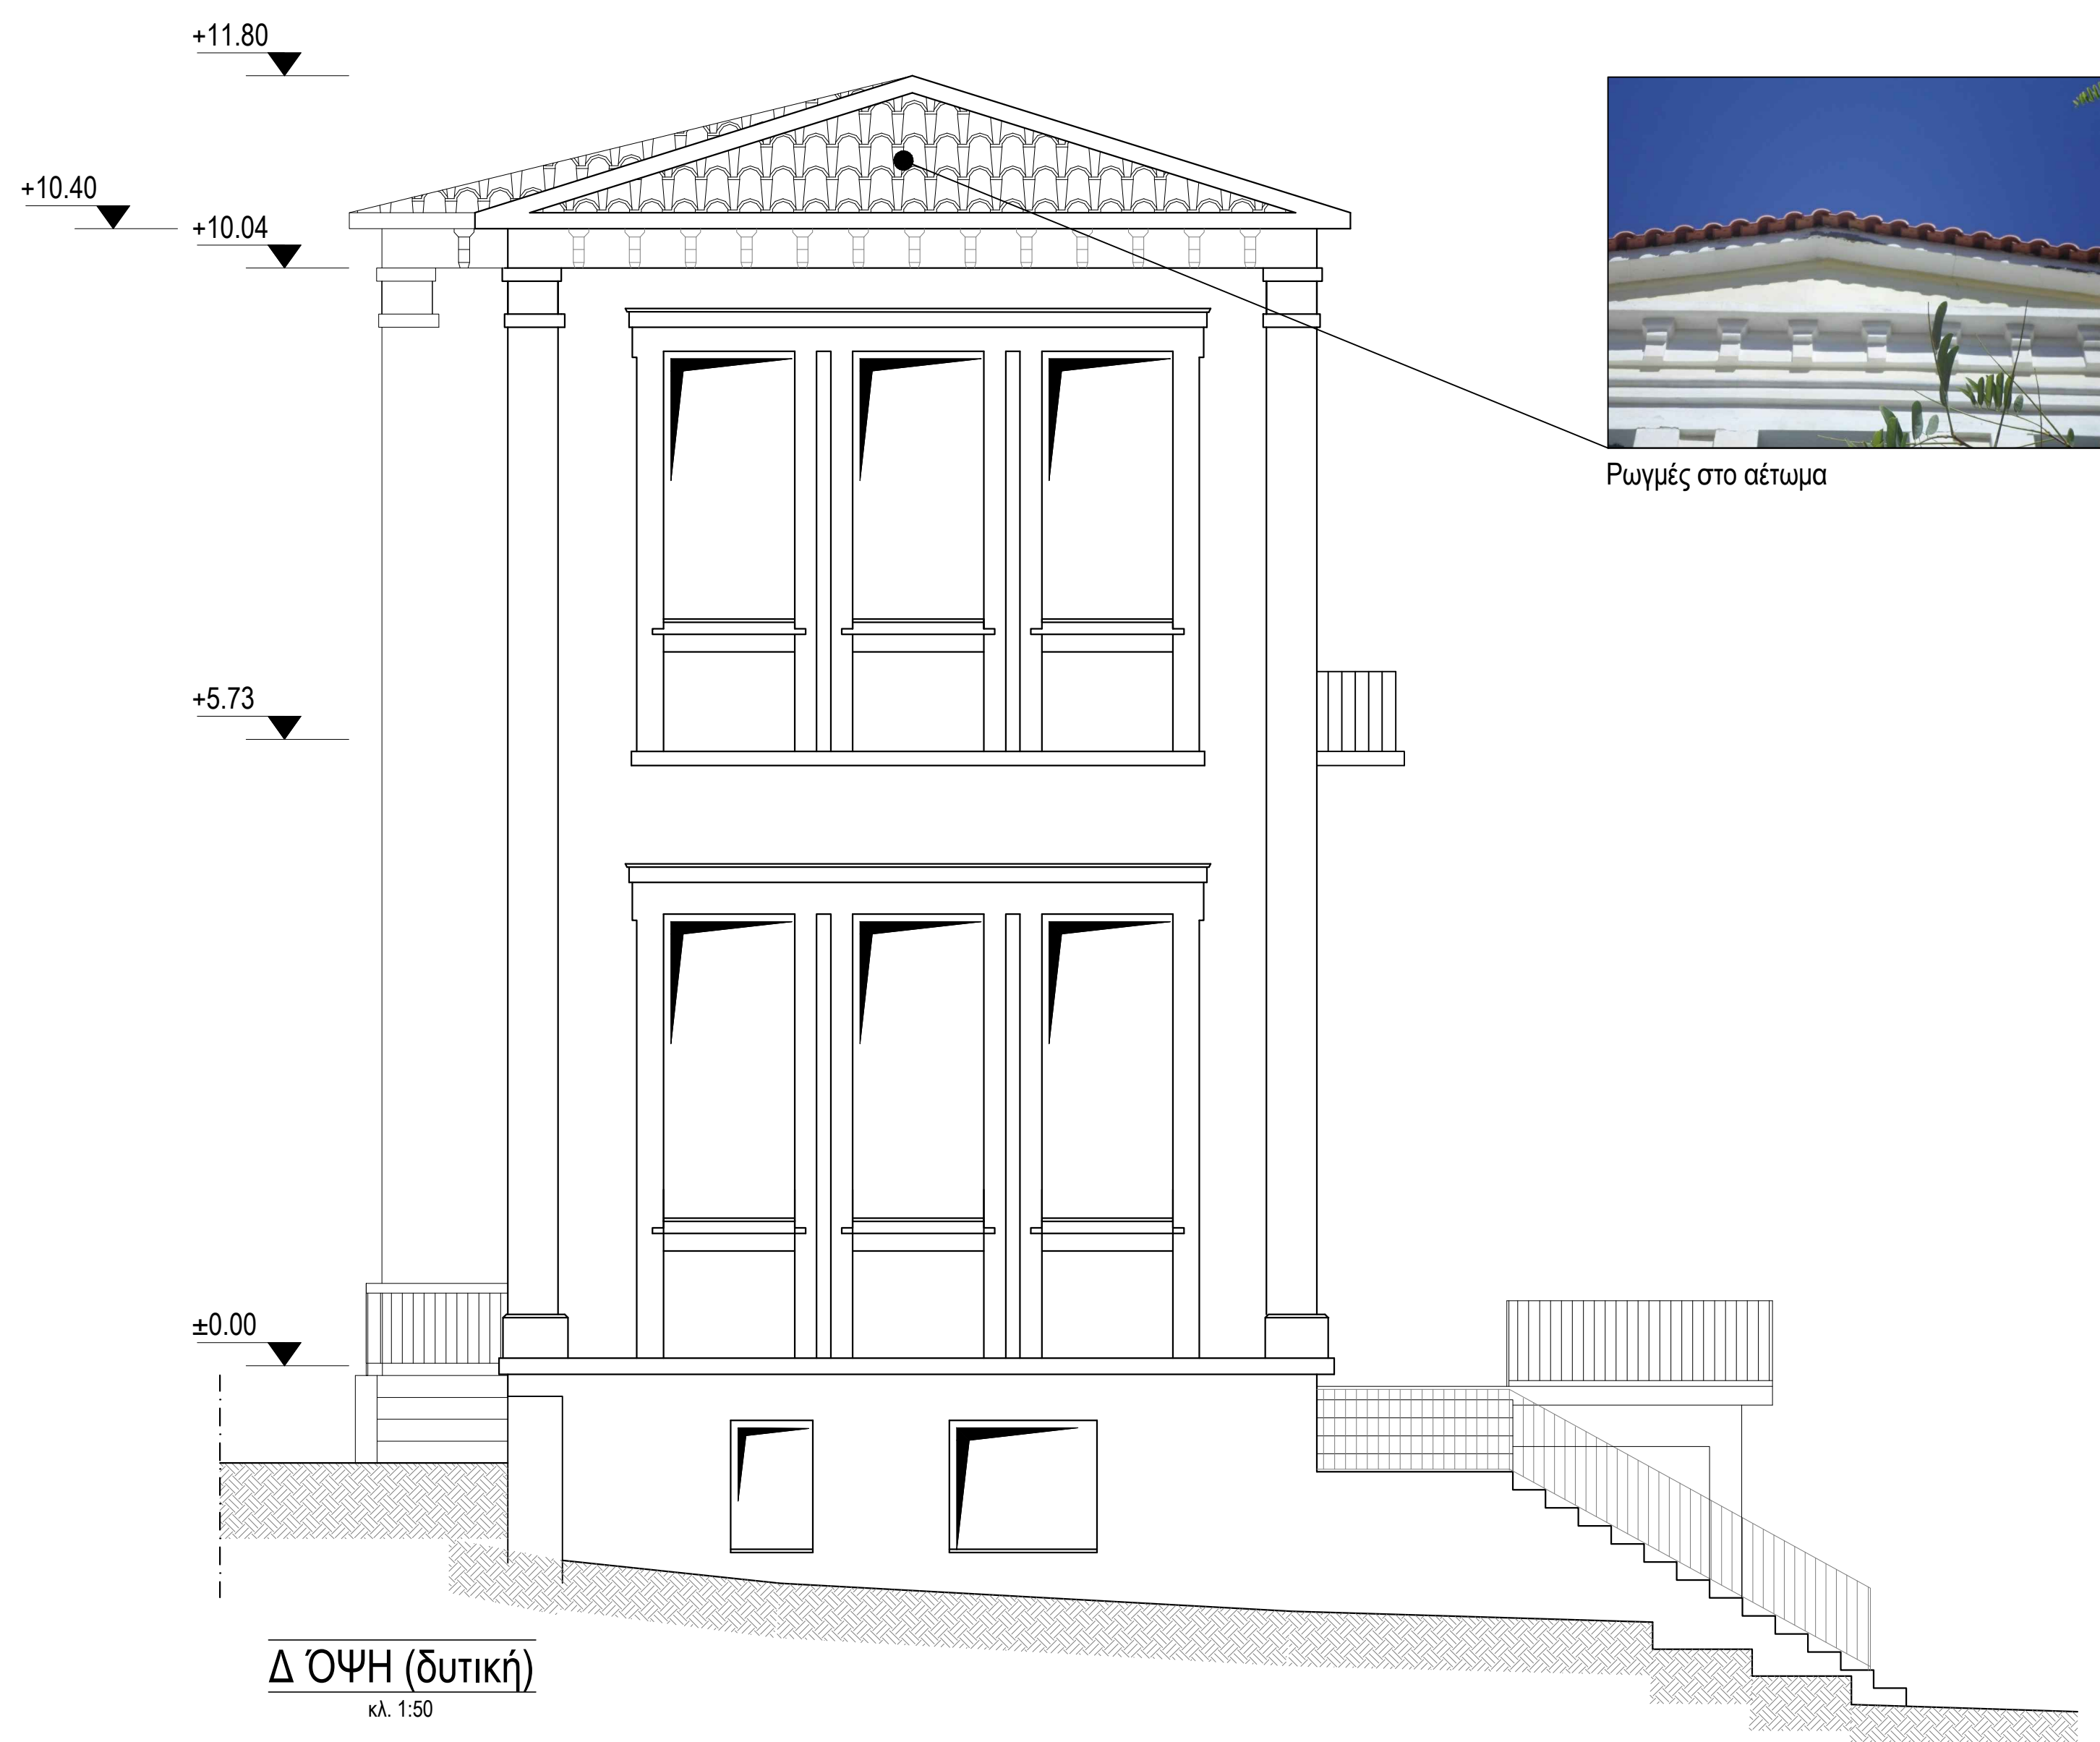 +11.80
+10.40
+10.04
Ρωγμές στο αέτωμα
+5.73
±0.00
Δ ΌΨΗ (δυτική)
κλ. 1:50